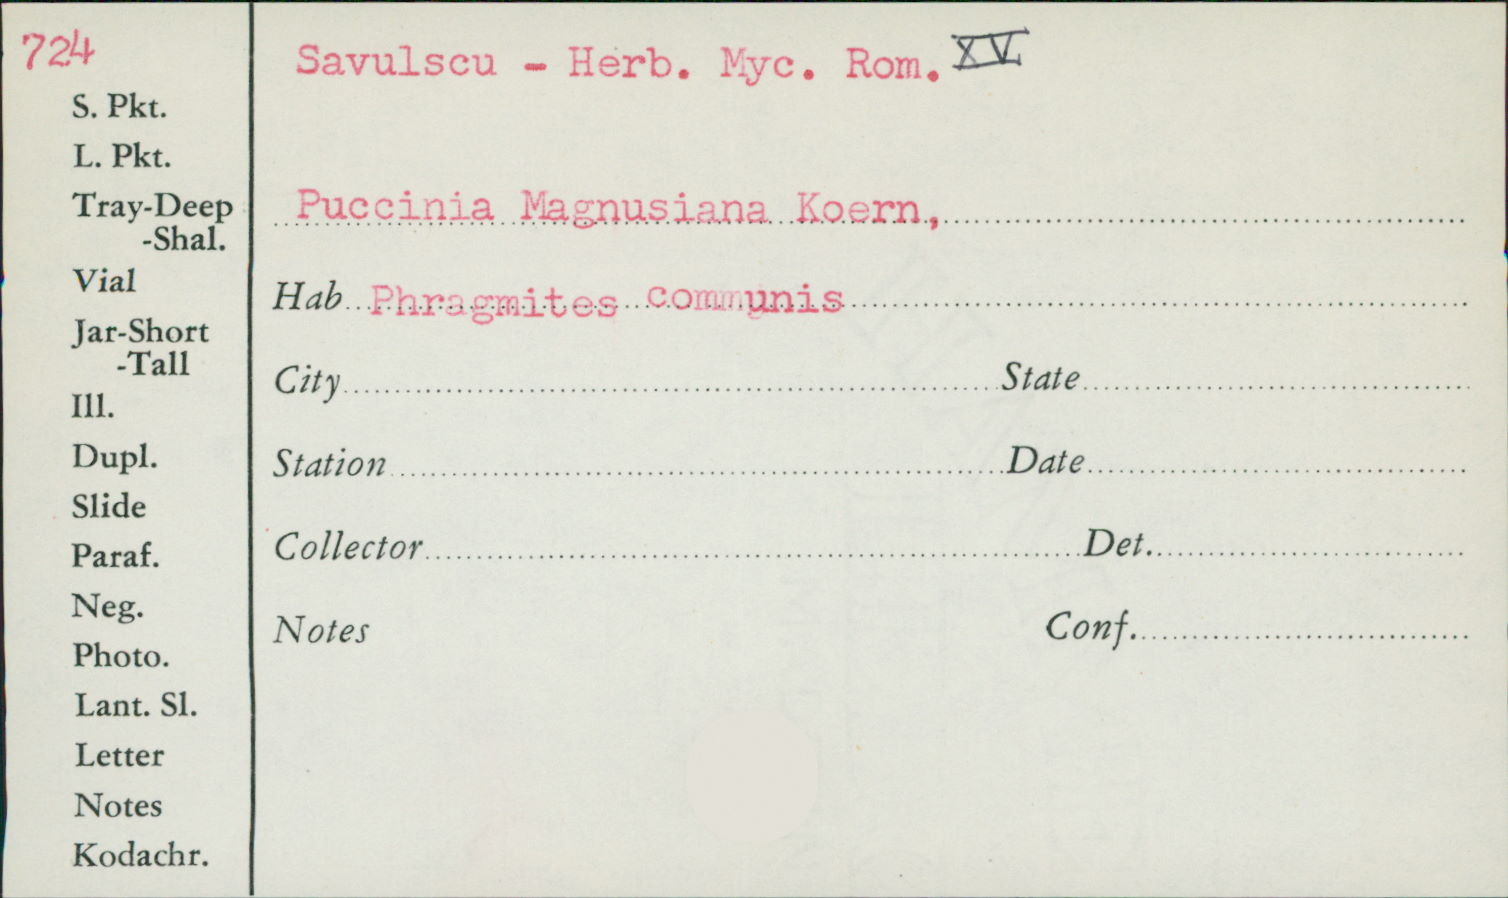 724
Savulscu - Herb. Myc. Rom. XV
S. Pkt.
L. Pkt.
Tray-Deep
-Shal.
Vial
Jar-Short
-Tall
Ill.
Dupl.
Slide
Paraf.
Neg.
Photo.
Lant. Sl.
Letter
Notes
Kodachr.
Puccinia Magnusiana Koern,
Hab Phragmites communis
City State
Station Date
Collector Det.
Notes Conf.